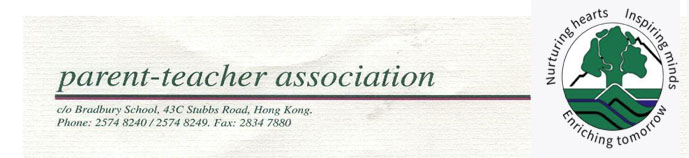 parent-teacher association
c/o Bradbury School, 43C Stubbs Road, Hong Kong.
Phone: 2574 8240 / 2574 8249. Fax: 2834 7880
Nurturing hearts Inspiring minds
Enriching tomorrow